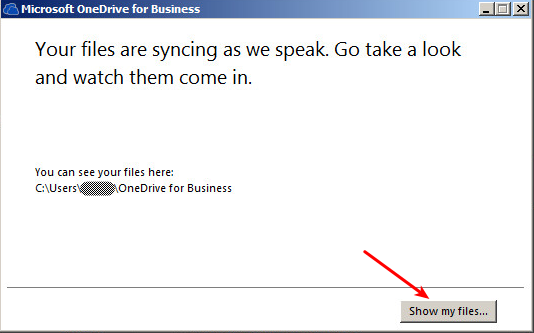 Microsoft OneDrive for Business
Your files are syncing as we speak. Go take a look
and watch them come in.
You can see your files here:
C:\Users\ \OneDrive for Business
Show my files...